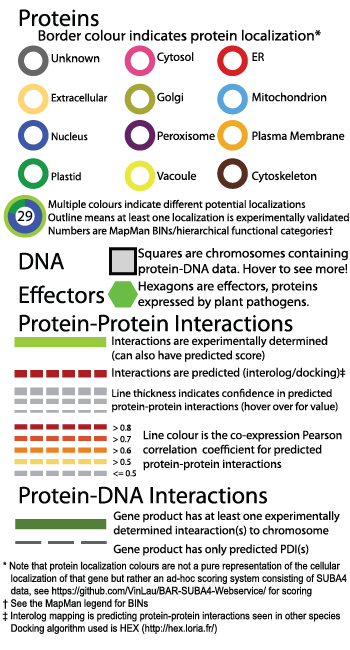 Proteins
Border colour indicates protein localization*
Unknown Cytosol ER
Extracellular Golgi Mitochondrion
Nucleus Peroxisome Plasma Membrane
Plastid Vacoule Cytoskeleton
Multiple colours indicate different potential localizations
29 Outline means at least one localization is experimentally validated
Numbers are MapMan BINs/hierarchical functional categories†
DNA Squares are chromosomes containing
protein-DNA data. Hover to see more!
Effectors Hexagons are effectors, proteins
expressed by plant pathogens.
Protein-Protein Interactions
Interactions are experimentally determined
(can also have predicted score)
Interactions are predicted (interolog/docking)‡
Line thickness indicates confidence in predicted
protein-protein interactions (hover over for value)
> 0.8
> 0.7 Line colour is the co-expression Pearson
> 0.6 correlation coefficient for predicted
> 0.5 protein-protein interactions
<= 0.5
Protein-DNA Interactions
Gene product has at least one experimentally
determined intearaction(s) to chromosome
Gene product has only predicted PDI(s)
* Note that protein localization colours are not a pure representation of the cellular
localization of that gene but rather an ad-hoc scoring system consisting of SUBA4
data, see https://github.com/VinLau/BAR-SUBA4-Webservice/ for scoring
† See the MapMan legend for BINs
‡ Interolog mapping is predicting protein-protein interactions seen in other species
Docking algorithm used is HEX (http://hex.loria.fr/)